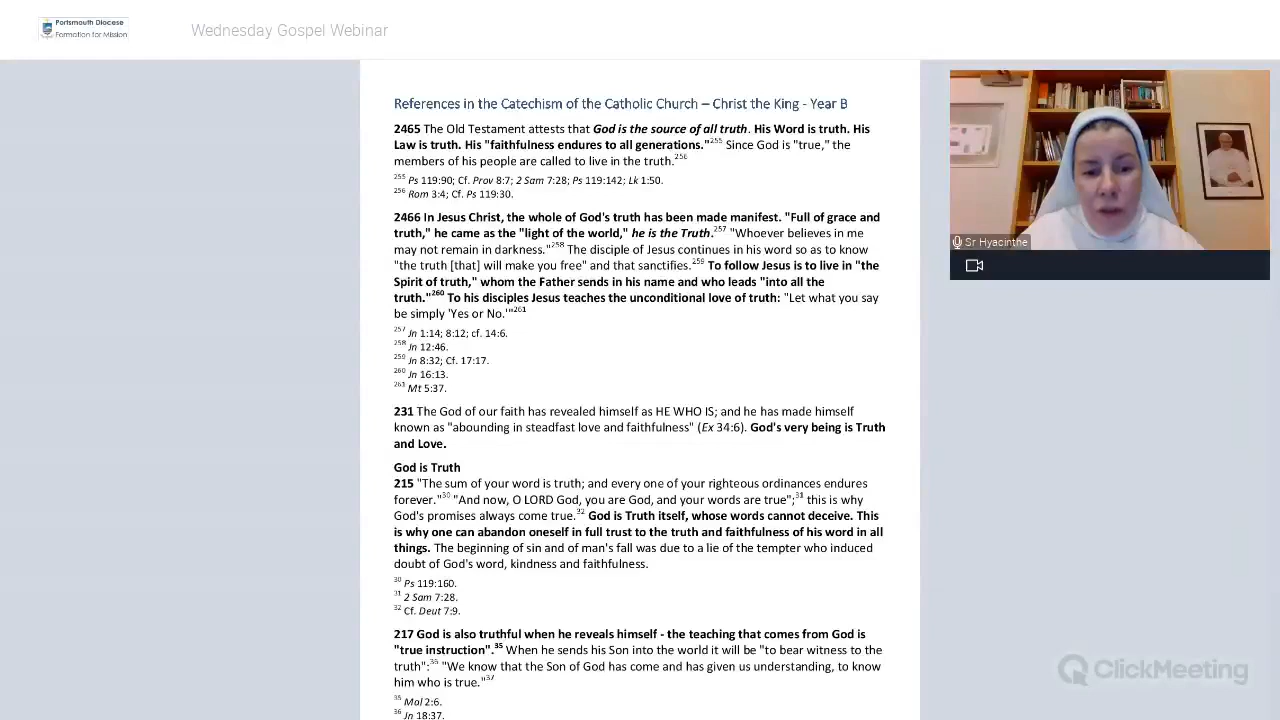 Portsmouth Diocese
Formation for Mission
Wednesday Gospel Webinar
References in the Catechism of the Catholic Church – Christ the King - Year B
2465 The Old Testament attests that God is the source of all truth. His Word is truth. His
Law is truth. His "faithfulness endures to all generations."255 Since God is "true," the
members of his people are called to live in the truth.256
255 Ps 119:90; Cf. Prov 8:7; 2 Sam 7:28; Ps 119:142; Lk 1:50.
256 Rom 3:4; Cf. Ps 119:30.
2466 In Jesus Christ, the whole of God's truth has been made manifest. "Full of grace and
truth," he came as the "light of the world," he is the Truth.257 "Whoever believes in me
may not remain in darkness."258 The disciple of Jesus continues in his word so as to know
"the truth [that] will make you free" and that sanctifies.259 To follow Jesus is to live in "the
Spirit of truth," whom the Father sends in his name and who leads "into all the
truth."260 To his disciples Jesus teaches the unconditional love of truth: "Let what you say
be simply 'Yes or No.'"261
257 Jn 1:14; 8:12; cf. 14:6.
258 Jn 12:46.
259 Jn 8:32; Cf. 17:17.
260 Jn 16:13.
261 Mt 5:37.
231 The God of our faith has revealed himself as HE WHO IS; and he has made himself
known as "abounding in steadfast love and faithfulness" (Ex 34:6). God's very being is Truth
and Love.
God is Truth
215 "The sum of your word is truth; and every one of your righteous ordinances endures
forever."30 "And now, O LORD God, you are God, and your words are true";31 this is why
God's promises always come true.32 God is Truth itself, whose words cannot deceive. This
is why one can abandon oneself in full trust to the truth and faithfulness of his word in all
things. The beginning of sin and of man's fall was due to a lie of the tempter who induced
doubt of God's word, kindness and faithfulness.
30 Ps 119:160.
31 2 Sam 7:28.
32 Cf. Deut 7:9.
217 God is also truthful when he reveals himself - the teaching that comes from God is
"true instruction".35 When he sends his Son into the world it will be "to bear witness to the
truth":36 "We know that the Son of God has come and has given us understanding, to know
him who is true."37
35 Mal 2:6.
36 Jn 18:37.
Sr Hyacinthe
ClickMeeting